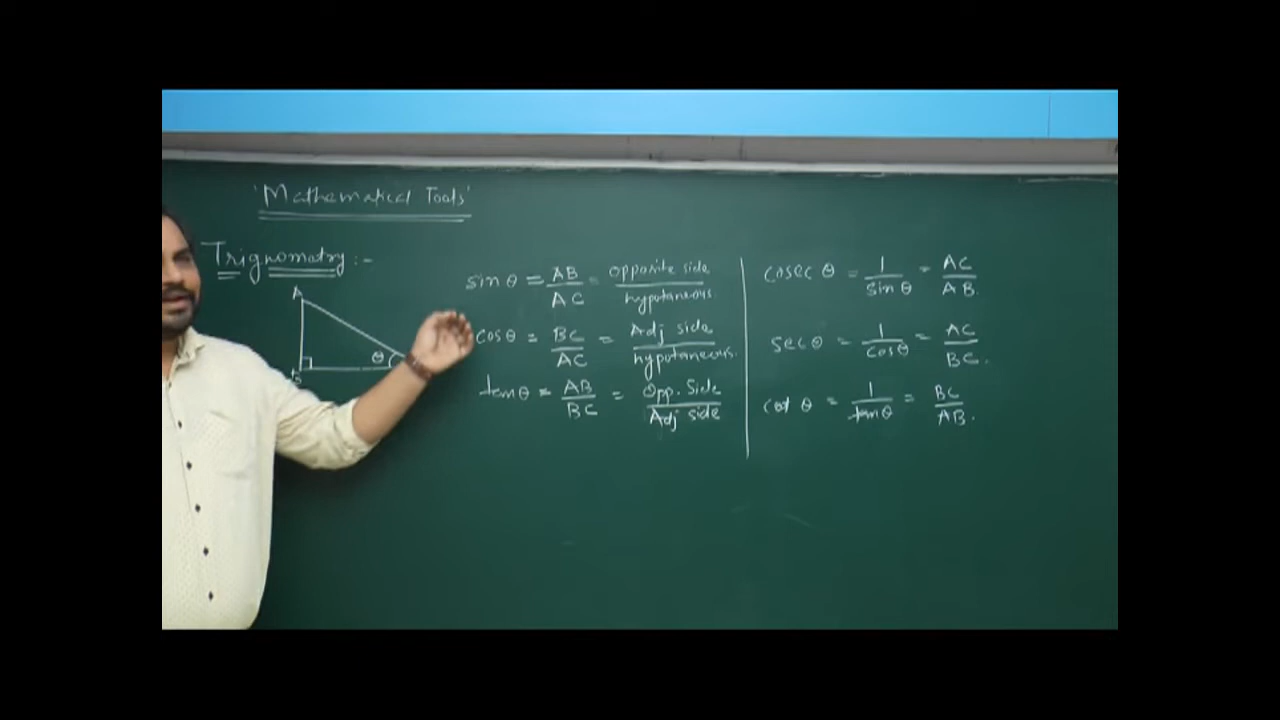 'Mathematical Tools'
Trignometry :-
A
B
θ
sin θ = AB/AC = opposite side/hypotaneous.
cos θ = BC/AC = Adj side/hypotaneous.
tan θ = AB/BC = Opp. Side/Adj side
cosec θ = 1/sin θ = AC/AB.
sec θ = 1/cos θ = AC/BC.
cot θ = 1/tan θ = BC/AB.